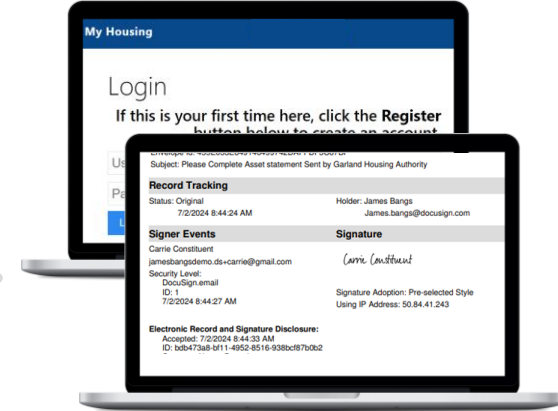 My Housing
Login
If this is your first time here, click the Register
button below to create an account
Us
Pa
L
Subject: Please Complete Asset statement Sent by Garland Housing Authority
Record Tracking
Status: Original
7/2/2024 8:44:24 AM
Holder: James Bangs
James.bangs@docusign.com
Signer Events
Signature
Carrie Constituent
jamesbangsdemo.ds+carrie@gmail.com
Security Level:
DocuSign.email
ID: 1
7/2/2024 8:44:27 AM
Carrie Constituent
Signature Adoption: Pre-selected Style
Using IP Address: 50.84.41.243
Electronic Record and Signature Disclosure:
Accepted: 7/2/2024 8:44:33 AM
ID: bdb473a8-bf11-4952-8516-938bcf87b0b2